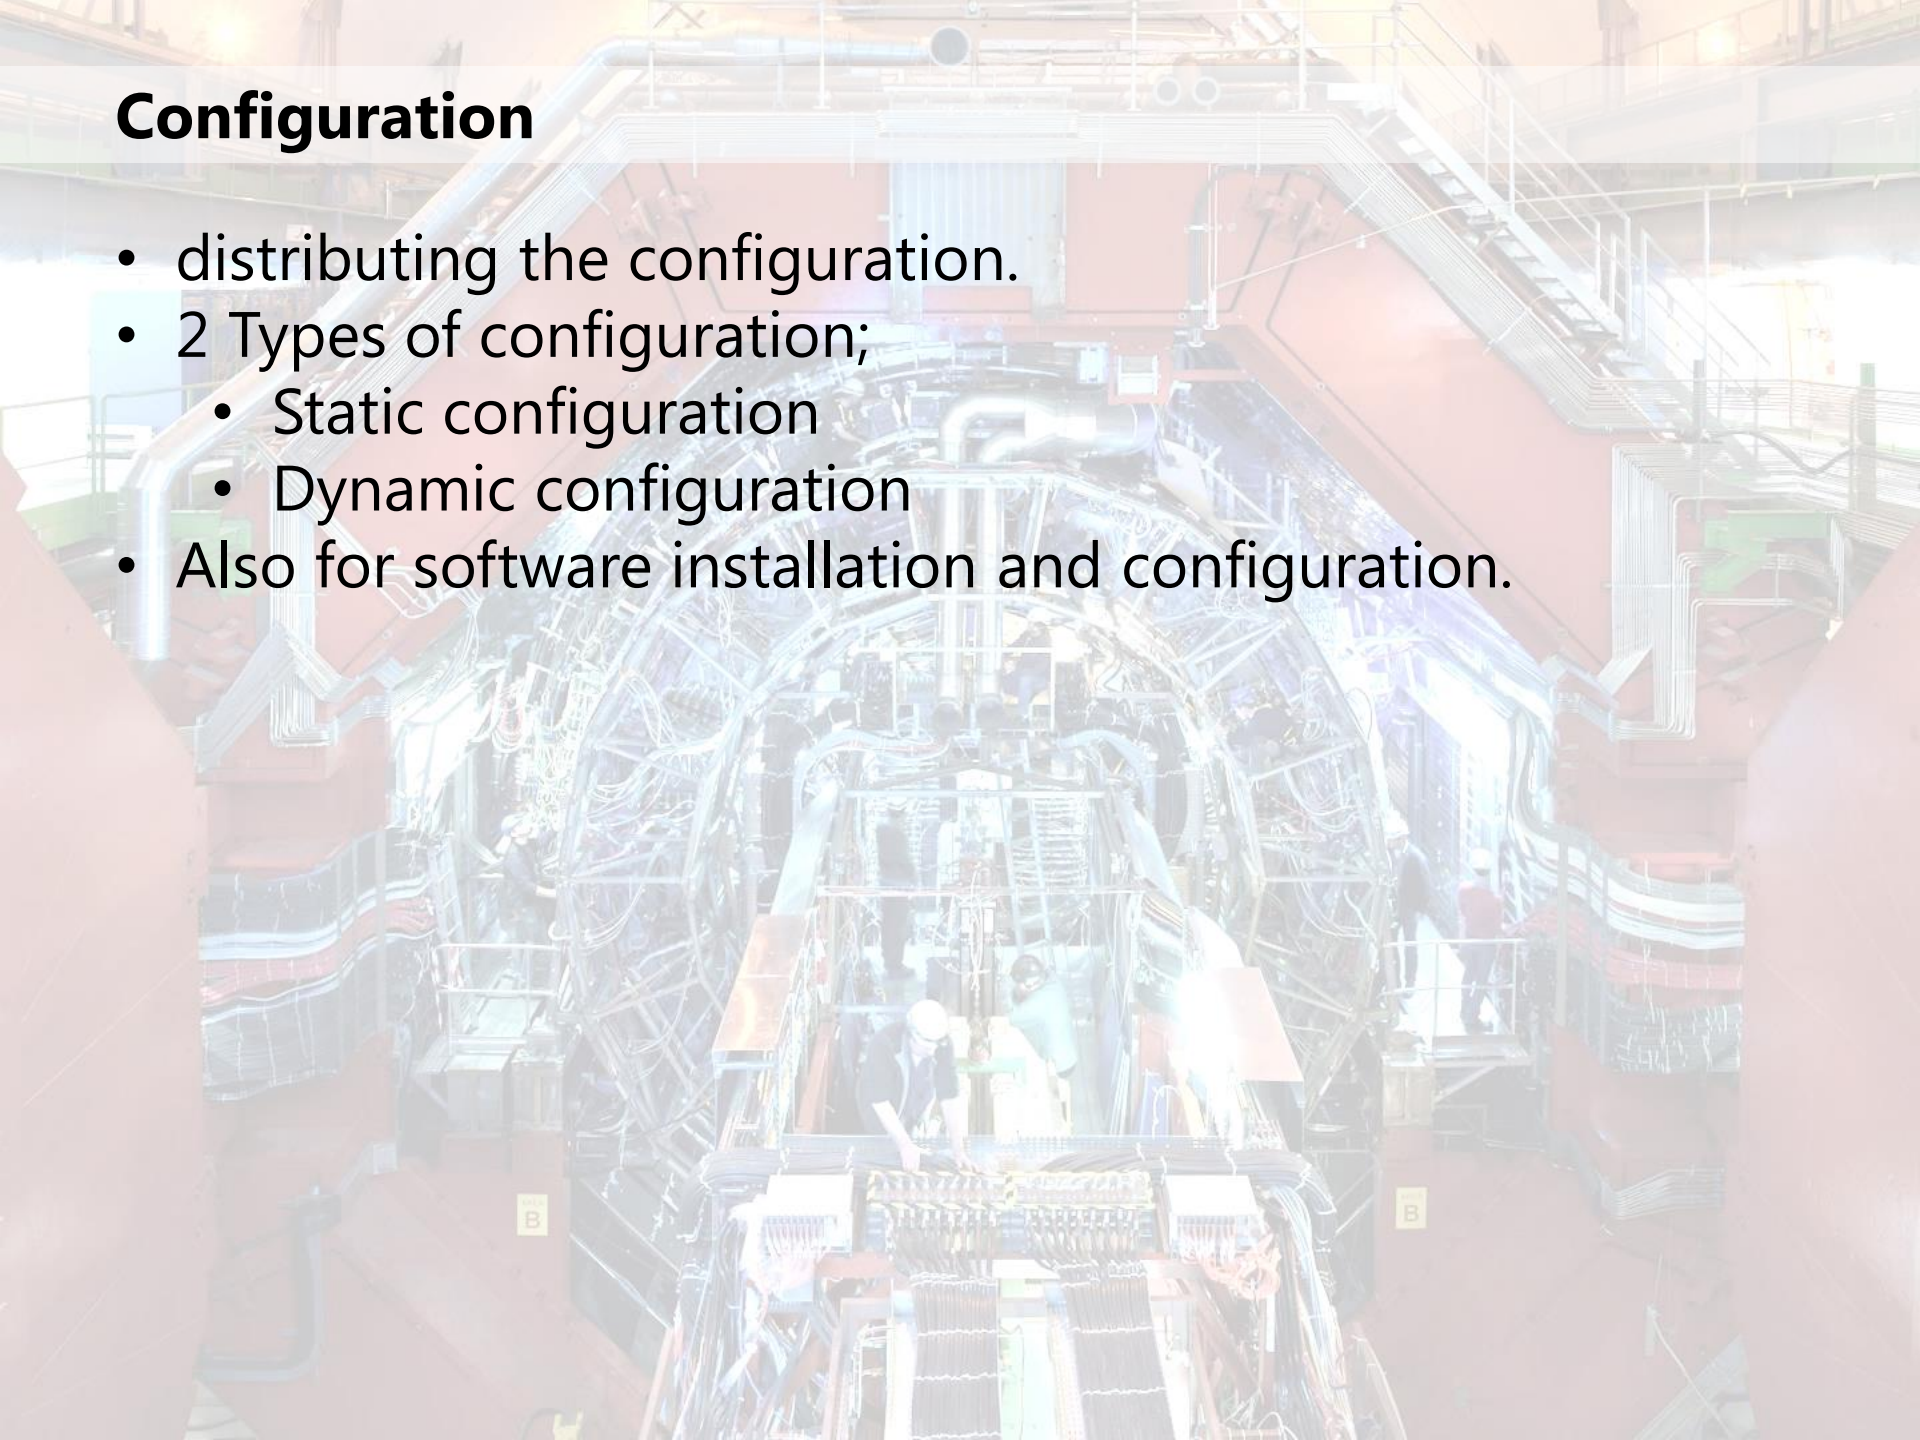 Configuration
• distributing the configuration.
• 2 Types of configuration;
• Static configuration
• Dynamic configuration
• Also for software installation and configuration.
B
B